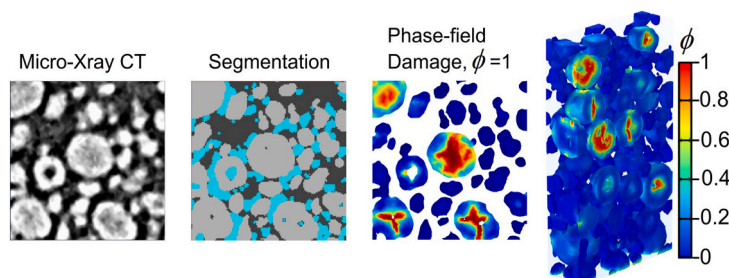 Micro-Xray CT
Segmentation
Phase-field
Damage, ϕ=1
ϕ
1
0.8
0.6
0.4
0.2
0